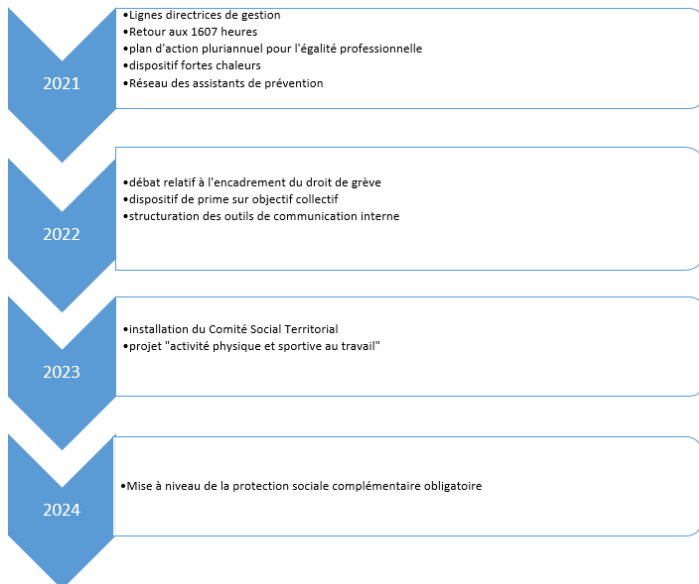 2021
•Lignes directrices de gestion
•Retour aux 1607 heures
•plan d'action pluriannuel pour l'égalité professionnelle
•dispositif fortes chaleurs
•Réseau des assistants de prévention
2022
•débat relatif à l'encadrement du droit de grève
•dispositif de prime sur objectif collectif
•structuration des outils de communication interne
2023
•installation du Comité Social Territorial
•projet "activité physique et sportive au travail"
2024
•Mise à niveau de la protection sociale complémentaire obligatoire